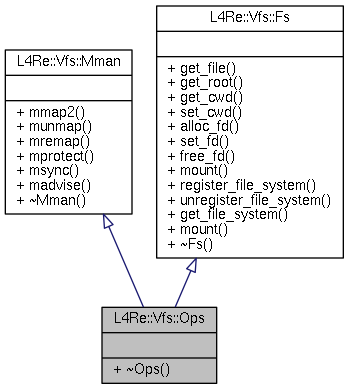 L4Re::Vfs::Mman
+ mmap2()
+ munmap()
+ mremap()
+ mprotect()
+ msync()
+ madvise()
+ ~Mman()
L4Re::Vfs::Fs
+ get_file()
+ get_root()
+ get_cwd()
+ set_cwd()
+ alloc_fd()
+ set_fd()
+ free_fd()
+ mount()
+ register_file_system()
+ unregister_file_system()
+ get_file_system()
+ mount()
+ ~Fs()
L4Re::Vfs::Ops
+ ~Ops()